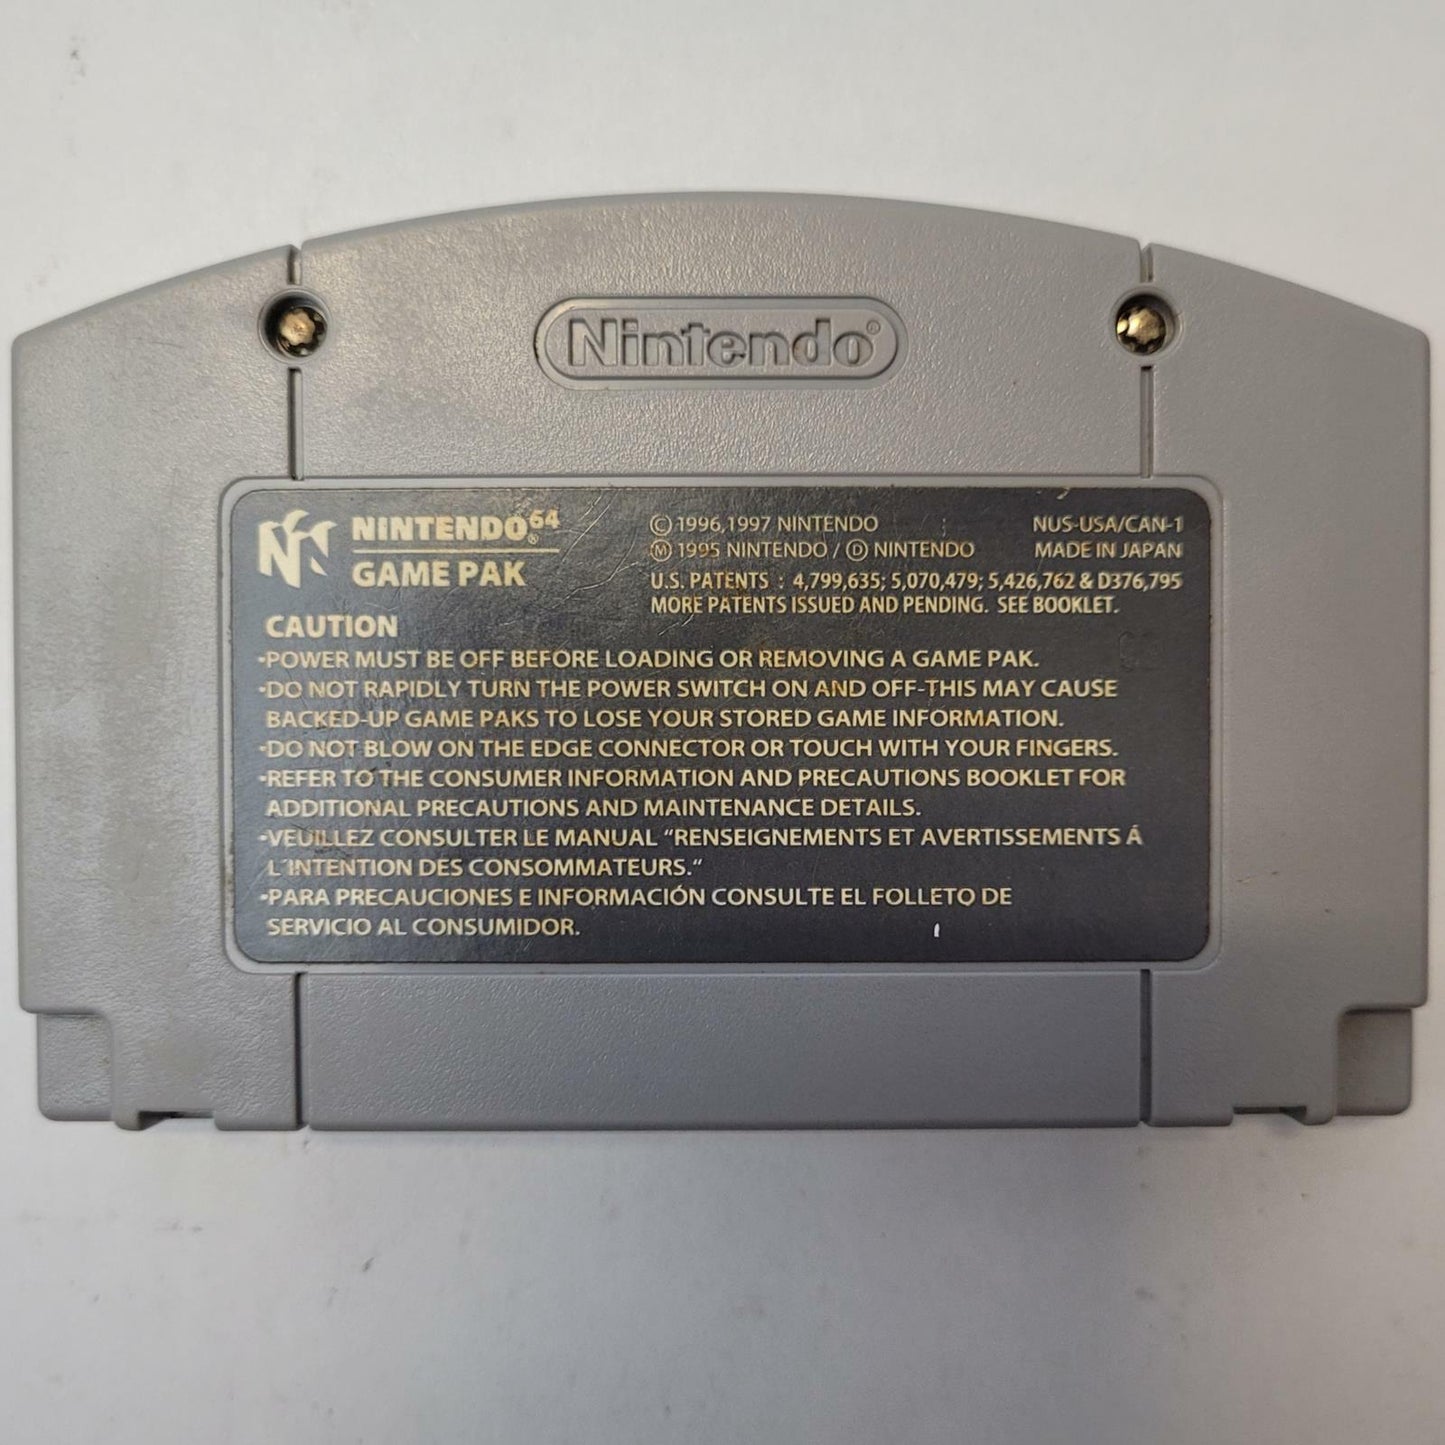 Nintendo®
NINTENDO64®
GAME PAK
©1996,1997 NINTENDO
NUS-USA/CAN-1
Ⓜ 1995 NINTENDO / Ⓓ NINTENDO
MADE IN JAPAN
U.S. PATENTS : 4,799,635; 5,070,479; 5,426,762 & D376,795
MORE PATENTS ISSUED AND PENDING. SEE BOOKLET.
CAUTION
•POWER MUST BE OFF BEFORE LOADING OR REMOVING A GAME PAK.
•DO NOT RAPIDLY TURN THE POWER SWITCH ON AND OFF-THIS MAY CAUSE
BACKED-UP GAME PAKS TO LOSE YOUR STORED GAME INFORMATION.
•DO NOT BLOW ON THE EDGE CONNECTOR OR TOUCH WITH YOUR FINGERS.
•REFER TO THE CONSUMER INFORMATION AND PRECAUTIONS BOOKLET FOR
ADDITIONAL PRECAUTIONS AND MAINTENANCE DETAILS.
•VEUILLEZ CONSULTER LE MANUAL “RENSEIGNEMENTS ET AVERTISSEMENTS Á
L'INTENTION DES CONSOMMATEURS.“
•PARA PRECAUCIONES E INFORMACIÓN CONSULTE EL FOLLETO DE
SERVICIO AL CONSUMIDOR.